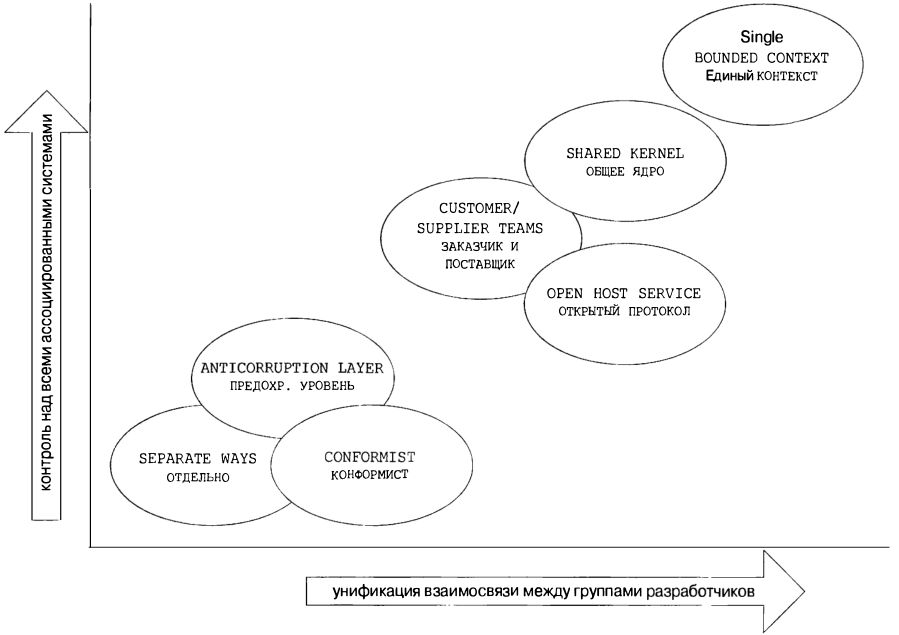 Single
BOUNDED CONTEXT
Единый КОНТЕКСТ
SHARED KERNEL
ОБЩЕЕ ЯДРО
CUSTOMER/
SUPPLIER TEAMS
ЗАКАЗЧИК И
ПОСТАВЩИК
OPEN HOST SERVICE
ОТКРЫТЫЙ ПРОТОКОЛ
ANTICORRUPTION LAYER
ПРЕДОХР. УРОВЕНЬ
SEPARATE WAYS
ОТДЕЛЬНО
CONFORMIST
КОНФОРМИСТ
контроль над всеми ассоциированными системами
унификация взаимосвязи между группами разработчиков